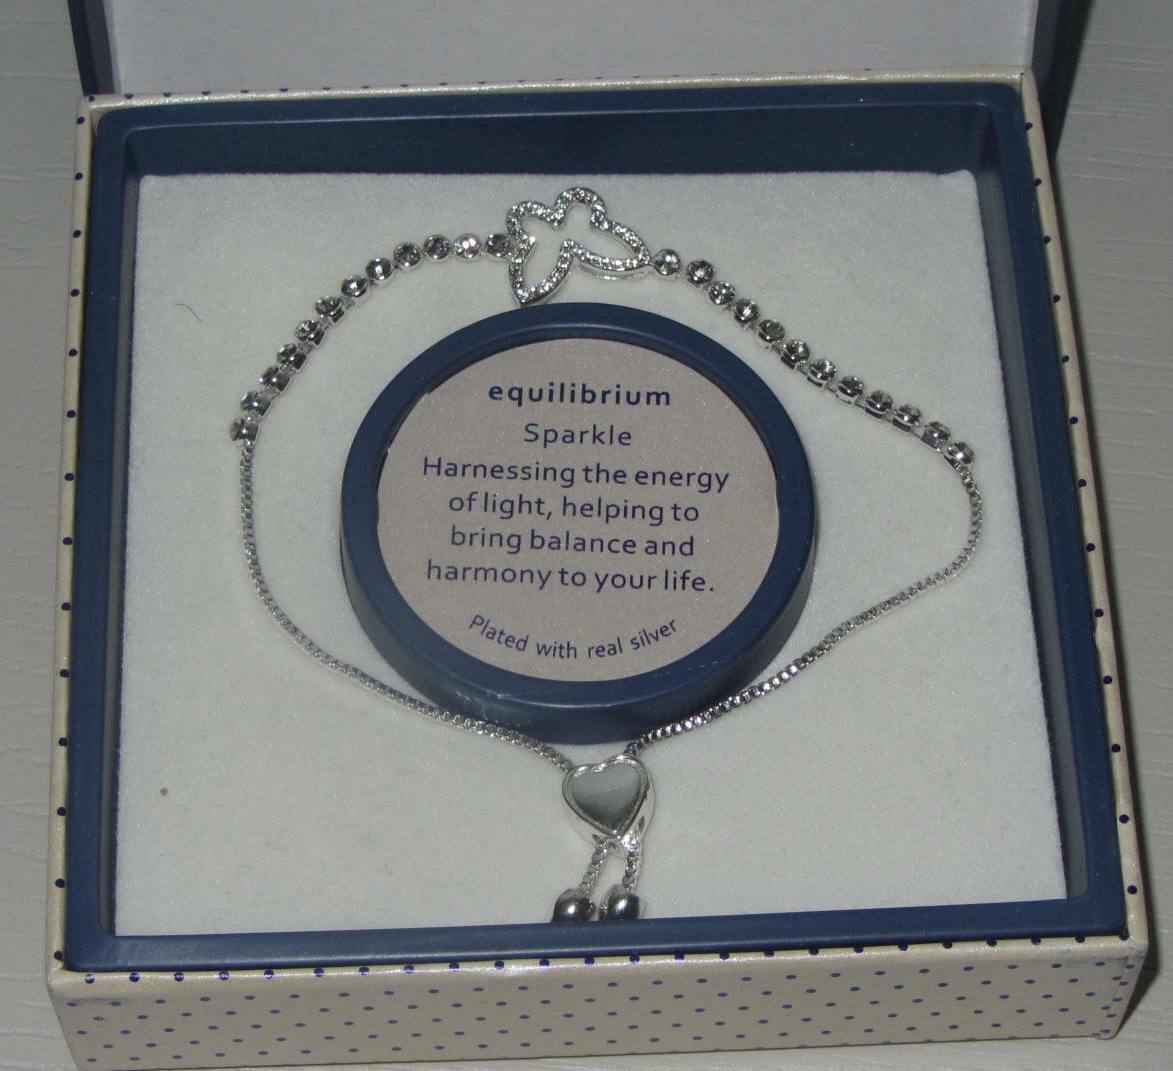 equilibrium
Sparkle
Harnessing the energy
of light, helping to
bring balance and
harmony to your life.
Plated with real silver